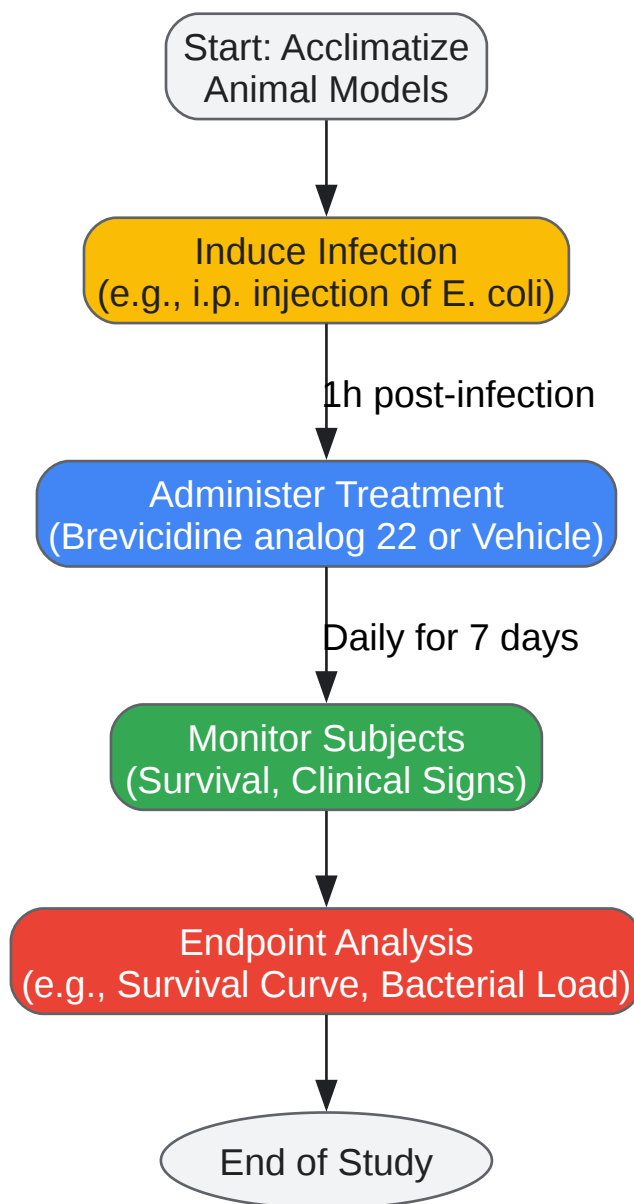 Start: Acclimatize
Animal Models
Induce Infection
(e.g., i.p. injection of E. coli)
1h post-infection
Administer Treatment
(Brevicidine analog 22 or Vehicle)
Daily for 7 days
Monitor Subjects
(Survival, Clinical Signs)
Endpoint Analysis
(e.g., Survival Curve, Bacterial Load)
End of Study